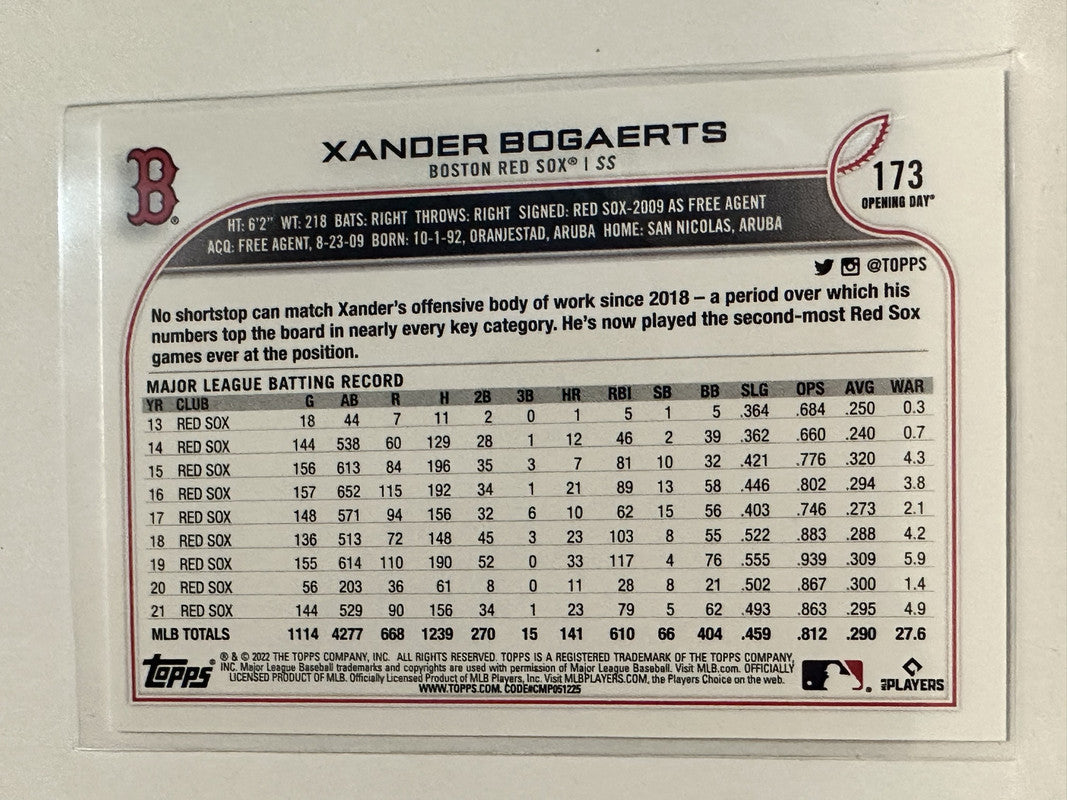 B ®
XANDER BOGAERTS
BOSTON RED SOX® | SS
173
OPENING DAY®
HT: 6'2" WT: 218 BATS: RIGHT THROWS: RIGHT SIGNED: RED SOX-2009 AS FREE AGENT
ACQ: FREE AGENT, 8-23-09 BORN: 10-1-92, ORANJESTAD, ARUBA HOME: SAN NICOLAS, ARUBA
@TOPPS
No shortstop can match Xander's offensive body of work since 2018 – a period over which his
numbers top the board in nearly every key category. He's now played the second-most Red Sox
games ever at the position.
MAJOR LEAGUE BATTING RECORD
YR CLUB G AB R H 2B 3B HR RBI SB BB SLG OPS AVG WAR
13 RED SOX 18 44 7 11 2 0 1 5 1 5 .364 .684 .250 0.3
14 RED SOX 144 538 60 129 28 1 12 46 2 39 .362 .660 .240 0.7
15 RED SOX 156 613 84 196 35 3 7 81 10 32 .421 .776 .320 4.3
16 RED SOX 157 652 115 192 34 1 21 89 13 58 .446 .802 .294 3.8
17 RED SOX 148 571 94 156 32 6 10 62 15 56 .403 .746 .273 2.1
18 RED SOX 136 513 72 148 45 3 23 103 8 55 .522 .883 .288 4.2
19 RED SOX 155 614 110 190 52 0 33 117 4 76 .555 .939 .309 5.9
20 RED SOX 56 203 36 61 8 0 11 28 8 21 .502 .867 .300 1.4
21 RED SOX 144 529 90 156 34 1 23 79 5 62 .493 .863 .295 4.9
MLB TOTALS 1114 4277 668 1239 270 15 141 610 66 404 .459 .812 .290 27.6
topps®
® & © 2022 THE TOPPS COMPANY, INC. ALL RIGHTS RESERVED. TOPPS IS A REGISTERED TRADEMARK OF THE TOPPS COMPANY,
INC. Major League Baseball trademarks and copyrights are used with permission of Major League Baseball. Visit MLB.com. OFFICIALLY
LICENSED PRODUCT OF MLB. Officially Licensed Product of MLB Players, Inc. Visit MLBPLAYERS.COM, the Players Choice on the web.
WWW.TOPPS.COM. CODE#CMP051225
PLAYERS